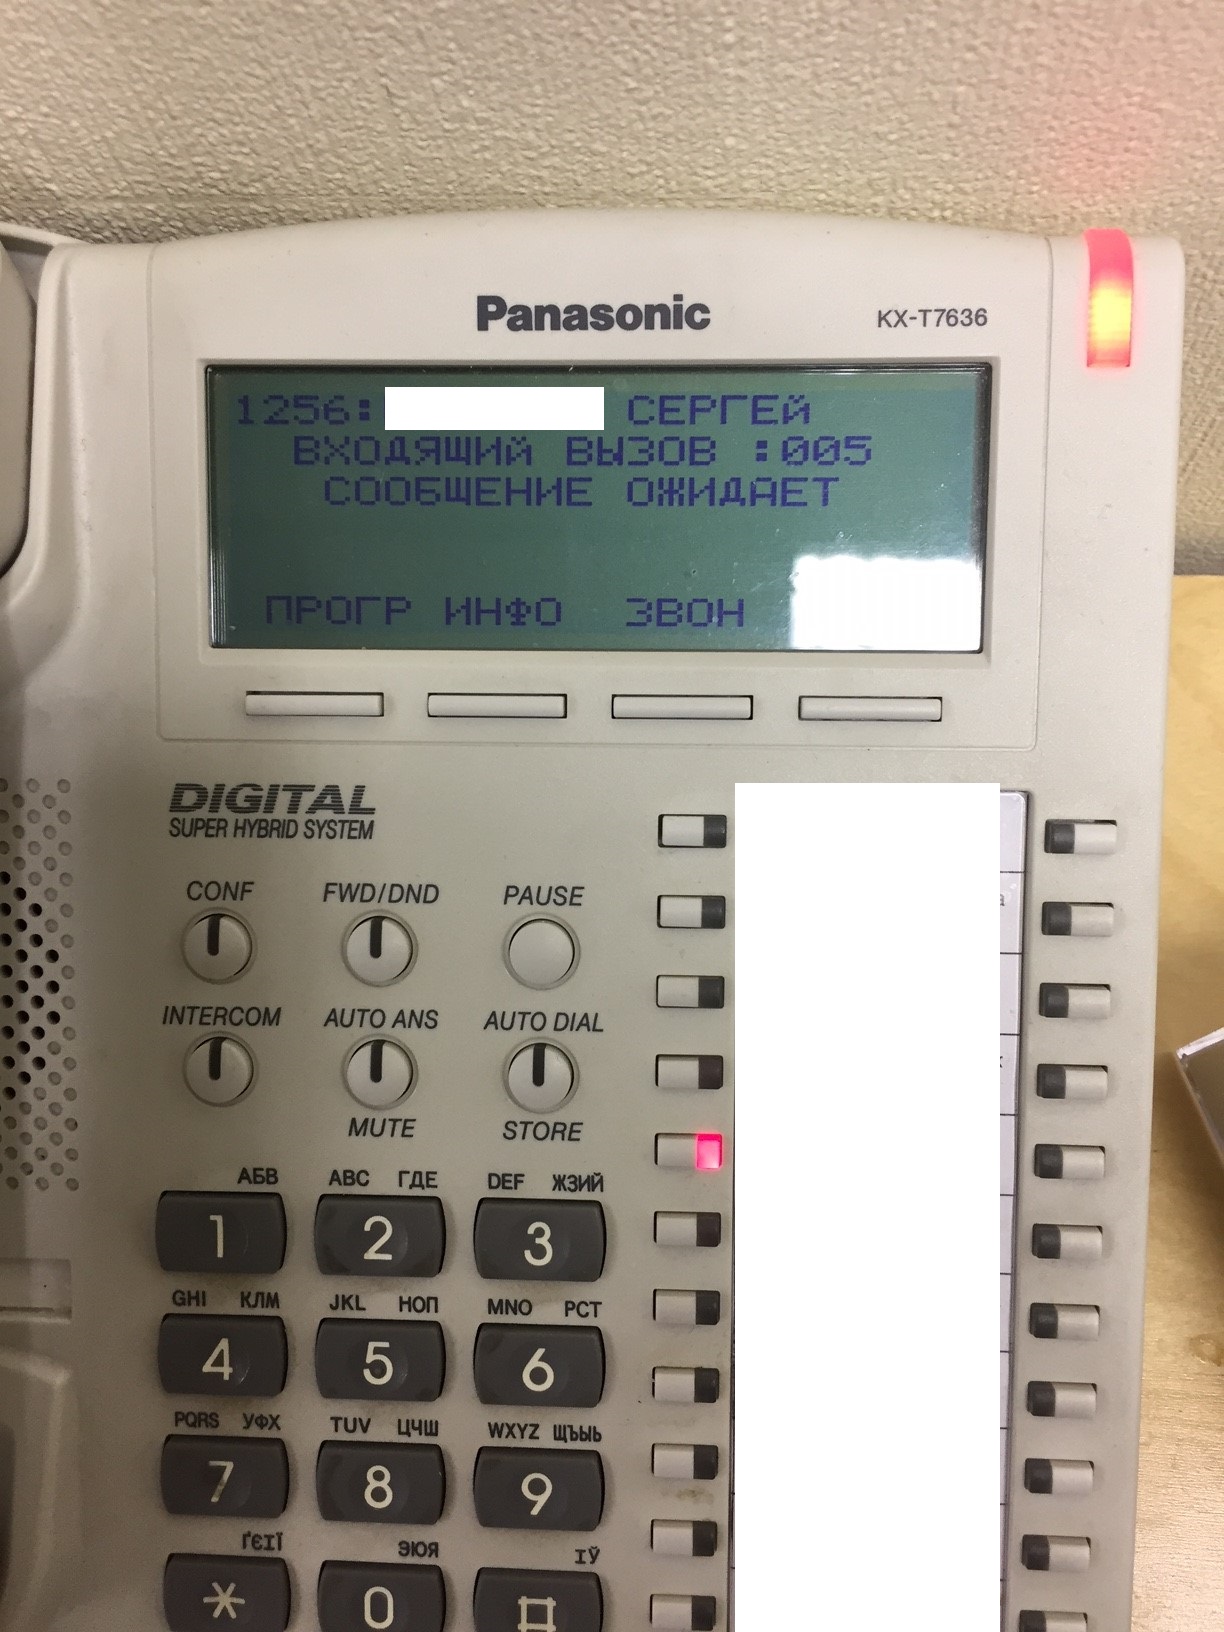 Panasonic KX-T7636
1256: СЕРГЕЙ
ВХОДЯЩИЙ ВЫЗОВ :005
СООБЩЕНИЕ ОЖИДАЕТ
ПРОГР ИНФО ЗВОН
DIGITAL
SUPER HYBRID SYSTEM
CONF FWD/DND PAUSE
INTERCOM AUTO ANS AUTO DIAL
MUTE STORE
АБВ ABC ГДЕ DEF ЖЗИЙ
1 2 3
GHI КЛМ JKL НОП MNO РСТ
4 5 6
PQRS УФХ TUV ЦЧШ WXYZ ЩЪЫЬ
7 8 9
ҐЄІЇ ЭЮЯ ІЎ
* 0 #